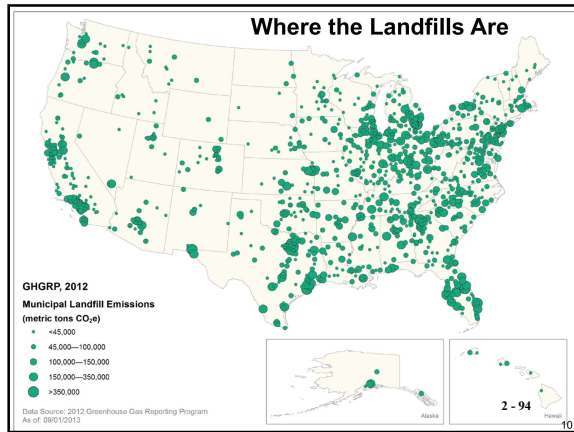 Where the Landfills Are
GHGRP, 2012
Municipal Landfill Emissions
(metric tons CO₂e)
<45,000
45,000—100,000
100,000—150,000
150,000—350,000
>350,000
Data Source: 2012 Greenhouse Gas Reporting Program
As of: 09/01/2013
Alaska
2 - 94
Hawaii
10